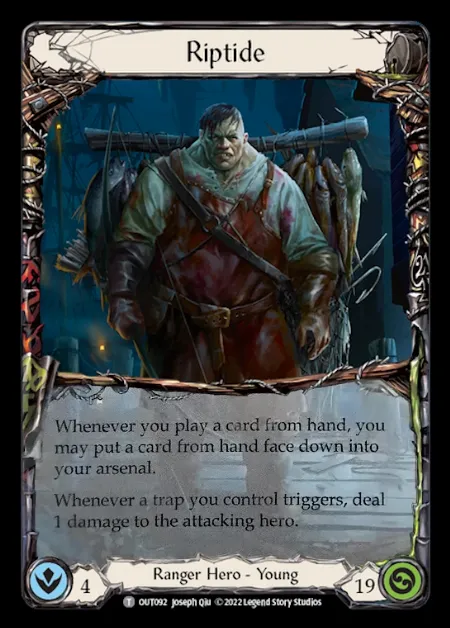 Riptide
Whenever you play a card from hand, you
may put a card from hand face down into
your arsenal.
Whenever a trap you control triggers, deal
1 damage to the attacking hero.
Ranger Hero - Young
4
19
T OUT092 Joseph Qiu ©2022 Legend Story Studios